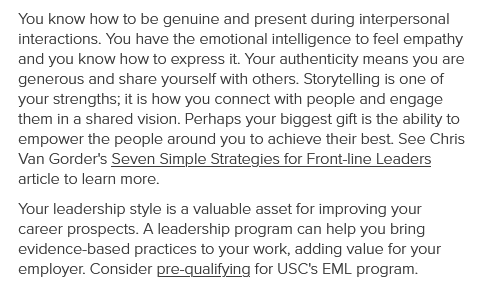 You know how to be genuine and present during interpersonal
interactions. You have the emotional intelligence to feel empathy
and you know how to express it. Your authenticity means you are
generous and share yourself with others. Storytelling is one of
your strengths; it is how you connect with people and engage
them in a shared vision. Perhaps your biggest gift is the ability to
empower the people around you to achieve their best. See Chris
Van Gorder's Seven Simple Strategies for Front-line Leaders
article to learn more.
Your leadership style is a valuable asset for improving your
career prospects. A leadership program can help you bring
evidence-based practices to your work, adding value for your
employer. Consider pre-qualifying for USC's EML program.